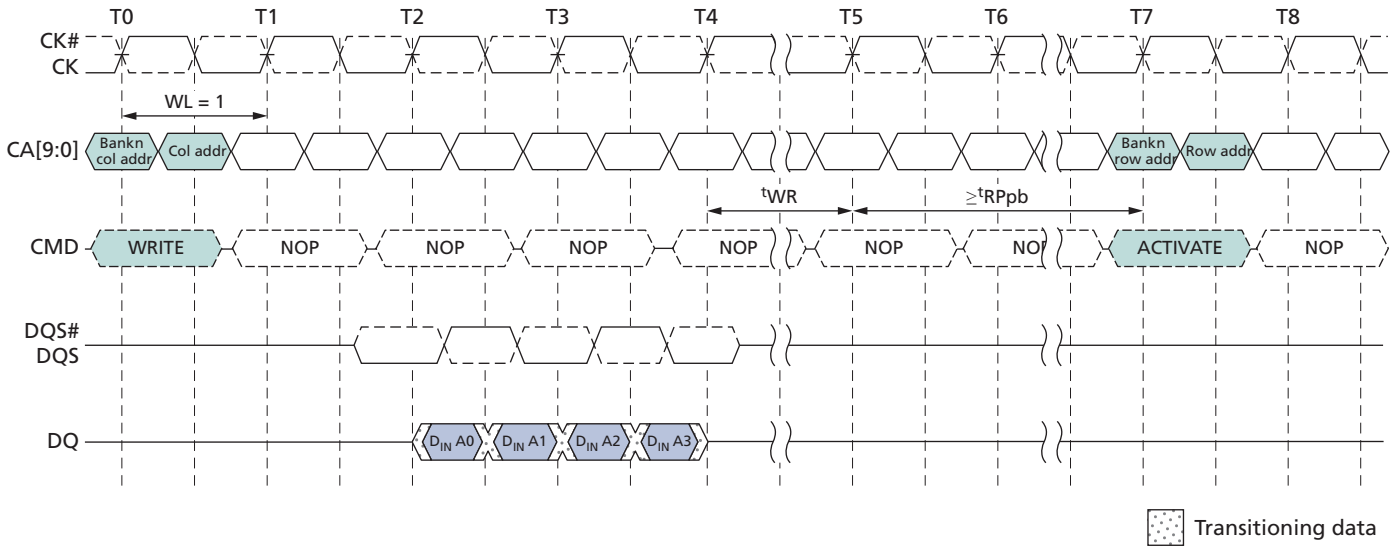 T0 T1 T2 T3 T4 T5 T6 T7 T8
CK#
CK
WL = 1
CA[9:0] Bankn col addr Col addr Bankn row addr Row addr
tWR ≥tRPpb
CMD WRITE NOP NOP NOP NOP NOP NOP ACTIVATE NOP
DQS#
DQS
DQ DIN A0 DIN A1 DIN A2 DIN A3
Transitioning data